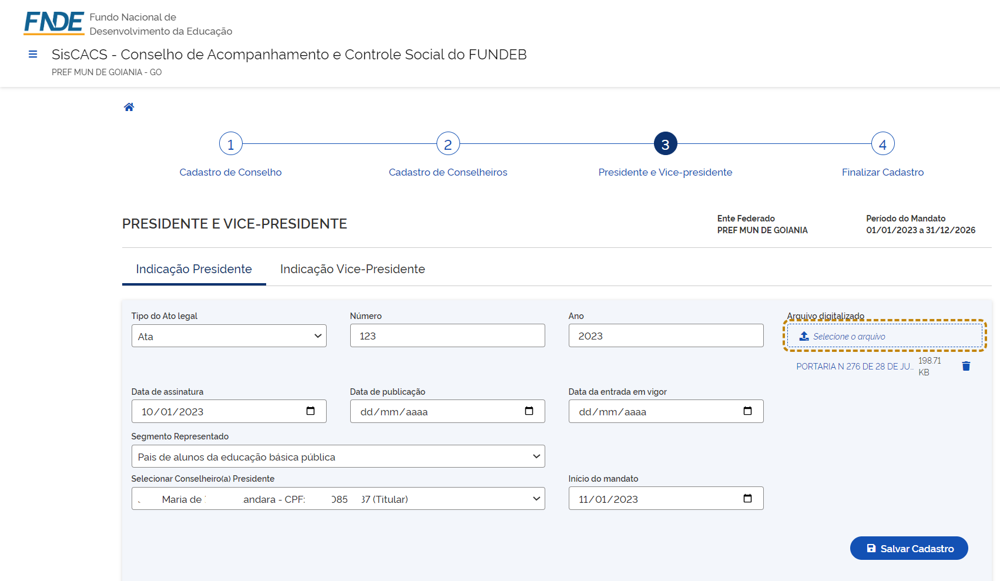 FNDE
Fundo Nacional de
Desenvolvimento da Educação
SisCACS - Conselho de Acompanhamento e Controle Social do FUNDEB
PREF MUN DE GOIANIA - GO
1
2
3
4
Cadastro de Conselho
Cadastro de Conselheiros
Presidente e Vice-presidente
Finalizar Cadastro
PRESIDENTE E VICE-PRESIDENTE
Ente Federado
PREF MUN DE GOIANIA
Período do Mandato
01/01/2023 a 31/12/2026
Indicação Presidente
Indicação Vice-Presidente
Tipo do Ato legal
Ata
Número
123
Ano
2023
Arquivo digitalizado
Selecione o arquivo
PORTARIA N 276 DE 28 DE JU...
198.71
KB
Data de assinatura
10/01/2023
Data de publicação
dd/mm/aaaa
Data da entrada em vigor
dd/mm/aaaa
Segmento Representado
Pais de alunos da educação básica pública
Selecionar Conselheiro(a) Presidente
Maria de andara - CPF: 085 37 (Titular)
Início do mandato
11/01/2023
Salvar Cadastro